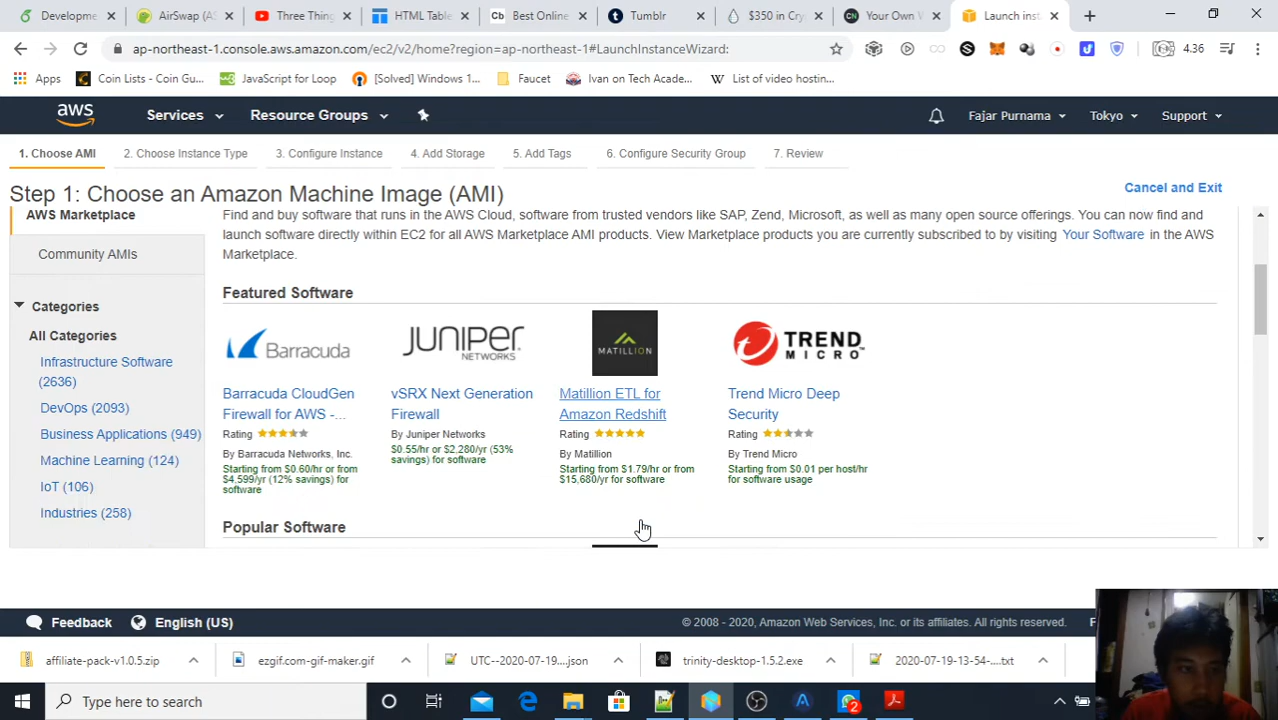 Developme
AirSwap (AS
Three Thing
HTML Table
Cb Best Online
Tumblr
$350 in Cry
CN Your Own V
Launch inst
ap-northeast-1.console.aws.amazon.com/ec2/v2/home?region=ap-northeast-1#LaunchInstanceWizard:
4.36
Apps
Coin Lists - Coin Gu...
JavaScript for Loop
[Solved] Windows 1...
Faucet
Ivan on Tech Acade...
W List of video hostin...
aws
Services
Resource Groups
Fajar Purnama
Tokyo
Support
1. Choose AMI
2. Choose Instance Type
3. Configure Instance
4. Add Storage
5. Add Tags
6. Configure Security Group
7. Review
Step 1: Choose an Amazon Machine Image (AMI)
Cancel and Exit
AWS Marketplace
Community AMIs
Categories
All Categories
Infrastructure Software
(2636)
DevOps (2093)
Business Applications (949)
Machine Learning (124)
IoT (106)
Industries (258)
Find and buy software that runs in the AWS Cloud, software from trusted vendors like SAP, Zend, Microsoft, as well as many open source offerings. You can now find and
launch software directly within EC2 for all AWS Marketplace AMI products. View Marketplace products you are currently subscribed to by visiting Your Software in the AWS
Marketplace.
Featured Software
Barracuda
Barracuda CloudGen
Firewall for AWS -...
Rating
By Barracuda Networks, Inc.
Starting from $0.60/hr or from
$4,599/yr (12% savings) for
software
JUNIPER
NETWORKS
vSRX Next Generation
Firewall
By Juniper Networks
$0.55/hr or $2,280/yr (53%
savings) for software
MATILLION
Matillion ETL for
Amazon Redshift
Rating
By Matillion
Starting from $1.79/hr or from
$15,680/yr for software
TREND
MICRO
Trend Micro Deep
Security
Rating
By Trend Micro
Starting from $0.01 per host/hr
for software usage
Popular Software
Feedback
English (US)
© 2008 - 2020, Amazon Web Services, Inc. or its affiliates. All rights reserved.
affiliate-pack-v1.0.5.zip
ezgif.com-gif-maker.gif
UTC--2020-07-19....json
trinity-desktop-1.5.2.exe
2020-07-19-13-54-....txt
Type here to search
2